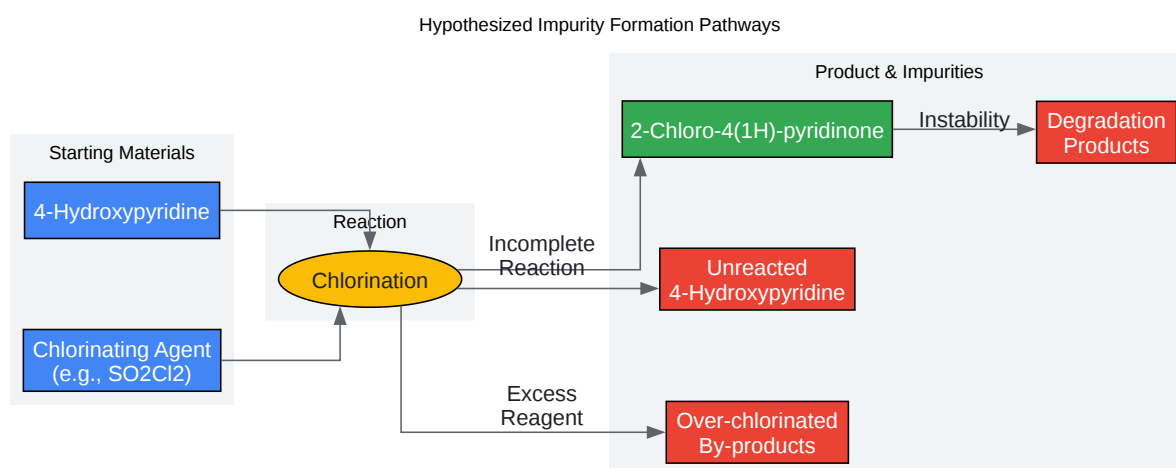 Hypothesized Impurity Formation Pathways
Product & Impurities
2-Chloro-4(1H)-pyridinone
Instability
Degradation
Products
Starting Materials
4-Hydroxypyridine
Reaction
Chlorination
Incomplete
Reaction
Unreacted
4-Hydroxypyridine
Chlorinating Agent
(e.g., SO2Cl2)
Excess
Reagent
Over-chlorinated
By-products